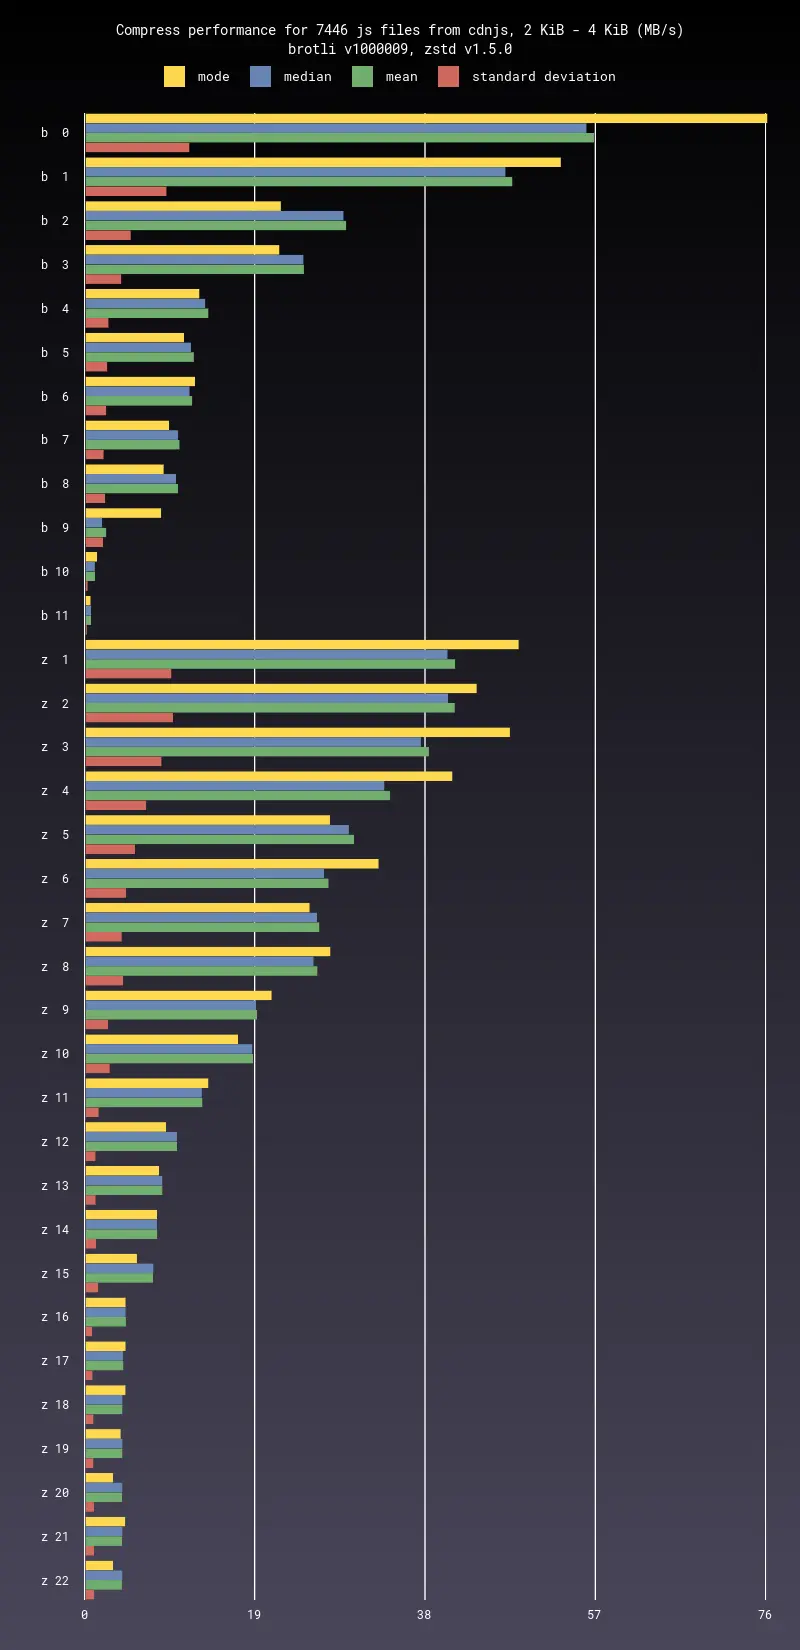 Compress performance for 7446 js files from cdnjs, 2 KiB - 4 KiB (MB/s)
brotli v1000009, zstd v1.5.0
mode median mean standard deviation
b 0
b 1
b 2
b 3
b 4
b 5
b 6
b 7
b 8
b 9
b 10
b 11
z 1
z 2
z 3
z 4
z 5
z 6
z 7
z 8
z 9
z 10
z 11
z 12
z 13
z 14
z 15
z 16
z 17
z 18
z 19
z 20
z 21
z 22
0 19 38 57 76